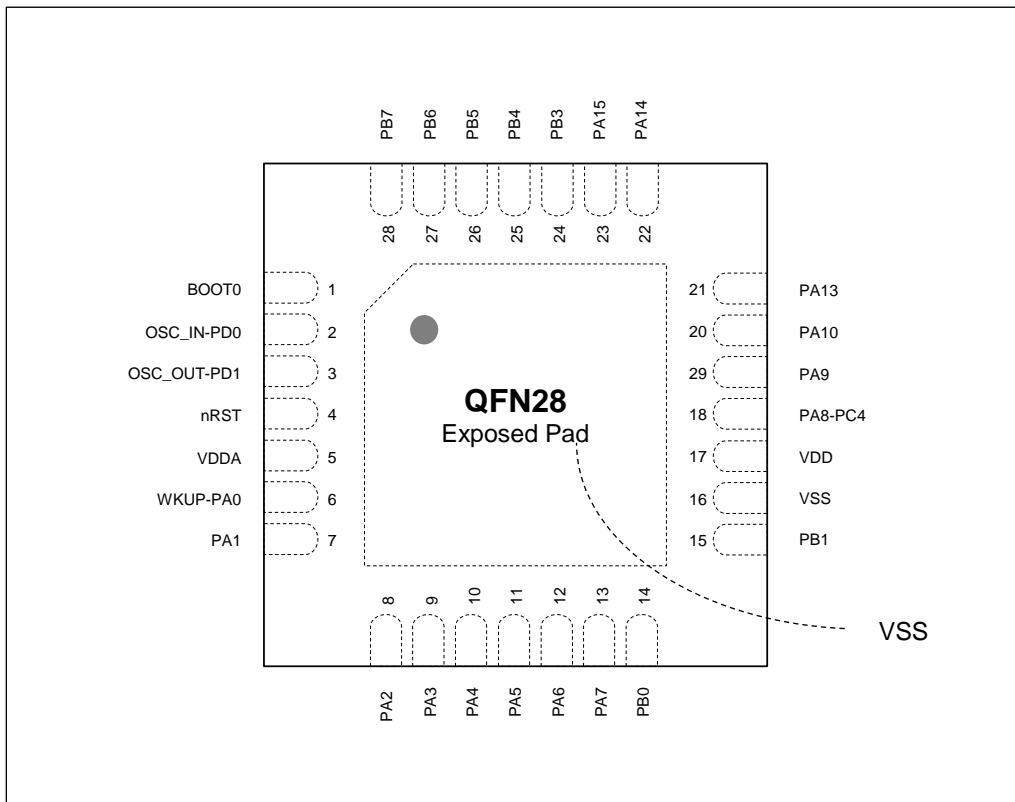 PB7 PB6 PB5 PB4 PB3 PA15 PA14
28 27 26 25 24 23 22
BOOT0 1
OSC_IN-PD0 2
OSC_OUT-PD1 3
nRST 4
VDDA 5
WKUP-PA0 6
PA1 7
21 PA13
20 PA10
29 PA9
18 PA8-PC4
17 VDD
16 VSS
15 PB1
QFN28
Exposed Pad
8 9 10 11 12 13 14
PA2 PA3 PA4 PA5 PA6 PA7 PB0
VSS